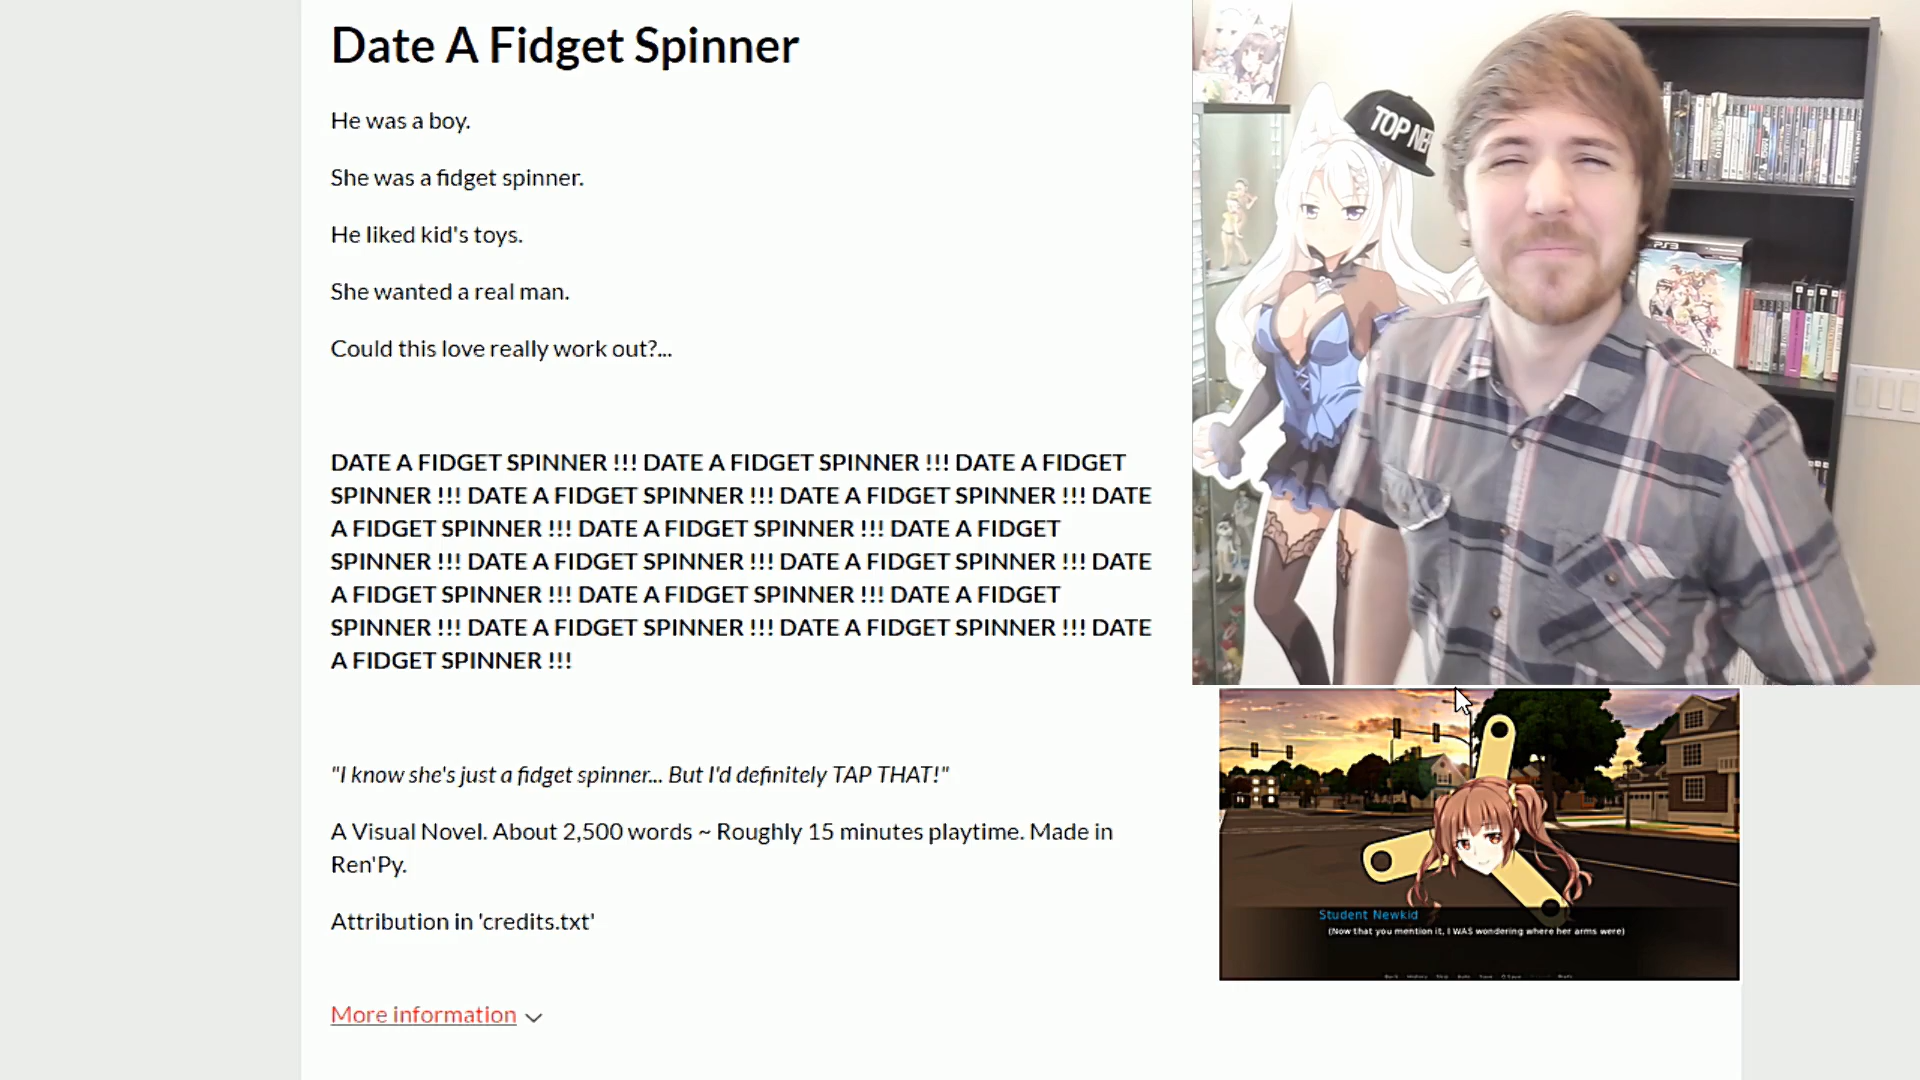 Date A Fidget Spinner
He was a boy.
She was a fidget spinner.
He liked kid's toys.
She wanted a real man.
Could this love really work out?...
DATE A FIDGET SPINNER !!! DATE A FIDGET SPINNER !!! DATE A FIDGET
SPINNER !!! DATE A FIDGET SPINNER !!! DATE A FIDGET SPINNER !!! DATE
A FIDGET SPINNER !!! DATE A FIDGET SPINNER !!! DATE A FIDGET
SPINNER !!! DATE A FIDGET SPINNER !!! DATE A FIDGET SPINNER !!! DATE
A FIDGET SPINNER !!! DATE A FIDGET SPINNER !!! DATE A FIDGET
SPINNER !!! DATE A FIDGET SPINNER !!! DATE A FIDGET SPINNER !!! DATE
A FIDGET SPINNER !!!
"I know she's just a fidget spinner... But I'd definitely TAP THAT!"
A Visual Novel. About 2,500 words ~ Roughly 15 minutes playtime. Made in
Ren'Py.
Attribution in 'credits.txt'
More information
TOP NE
PS3
Student Newkid
(Now that you mention it, I WAS wondering where her arms were)